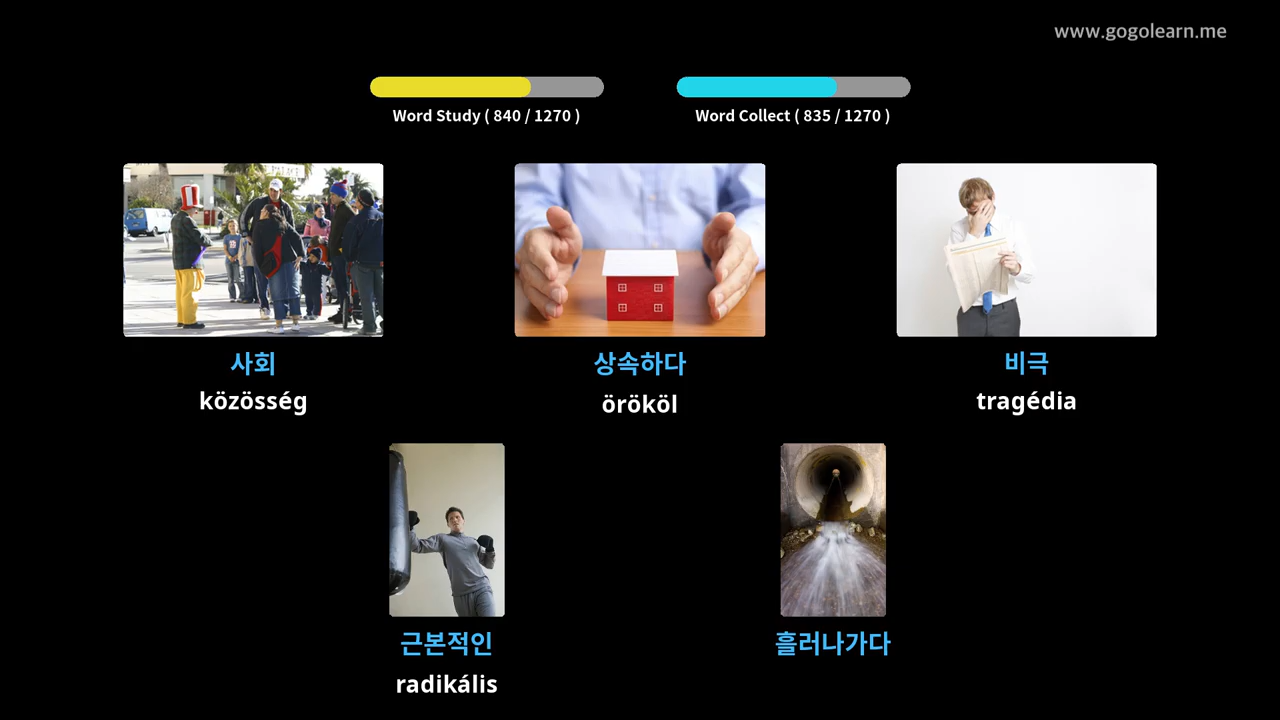 www.gogolearn.me
Word Study ( 840 / 1270 )
Word Collect ( 835 / 1270 )
사회
közösség
상속하다
örököl
비극
tragédia
근본적인
radikális
흘러나가다